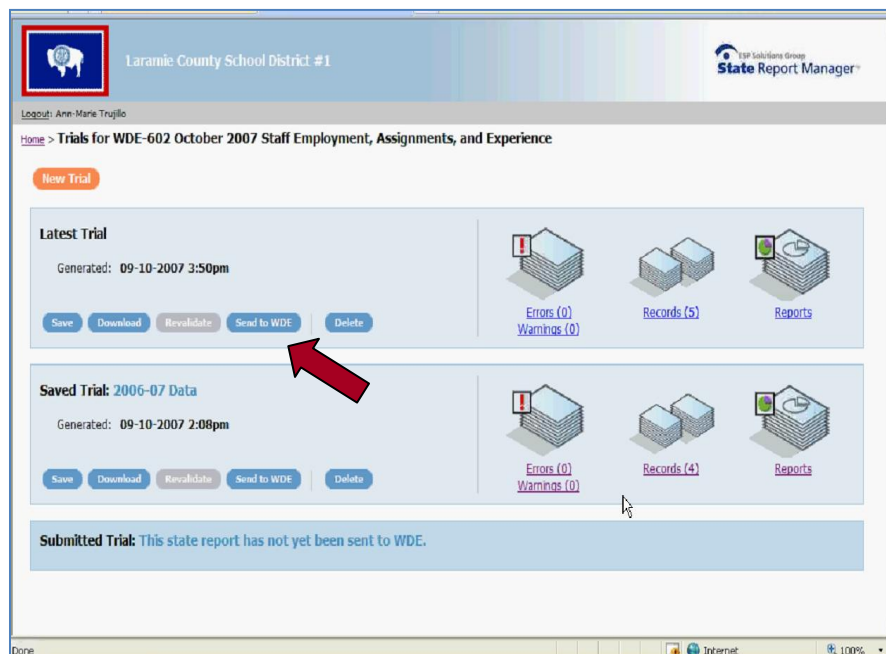 Laramie County School District #1
ESP Solutions Group
State Report Manager
Logout: Ann-Marie Trujillo
Home > Trials for WDE-602 October 2007 Staff Employment, Assignments, and Experience
New Trial
Latest Trial
Generated: 09-10-2007 3:50pm
Save Download Revalidate Send to WDE Delete
Errors (0)
Warnings (0)
Records (5)
Reports
Saved Trial: 2006-07 Data
Generated: 09-10-2007 2:08pm
Save Download Revalidate Send to WDE Delete
Errors (0)
Warnings (0)
Records (4)
Reports
Submitted Trial: This state report has not yet been sent to WDE.
Done Internet 100%